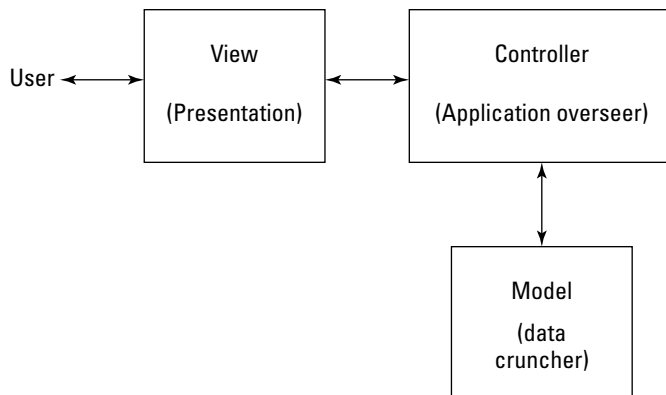 User
View
(Presentation)
Controller
(Application overseer)
Model
(data
cruncher)